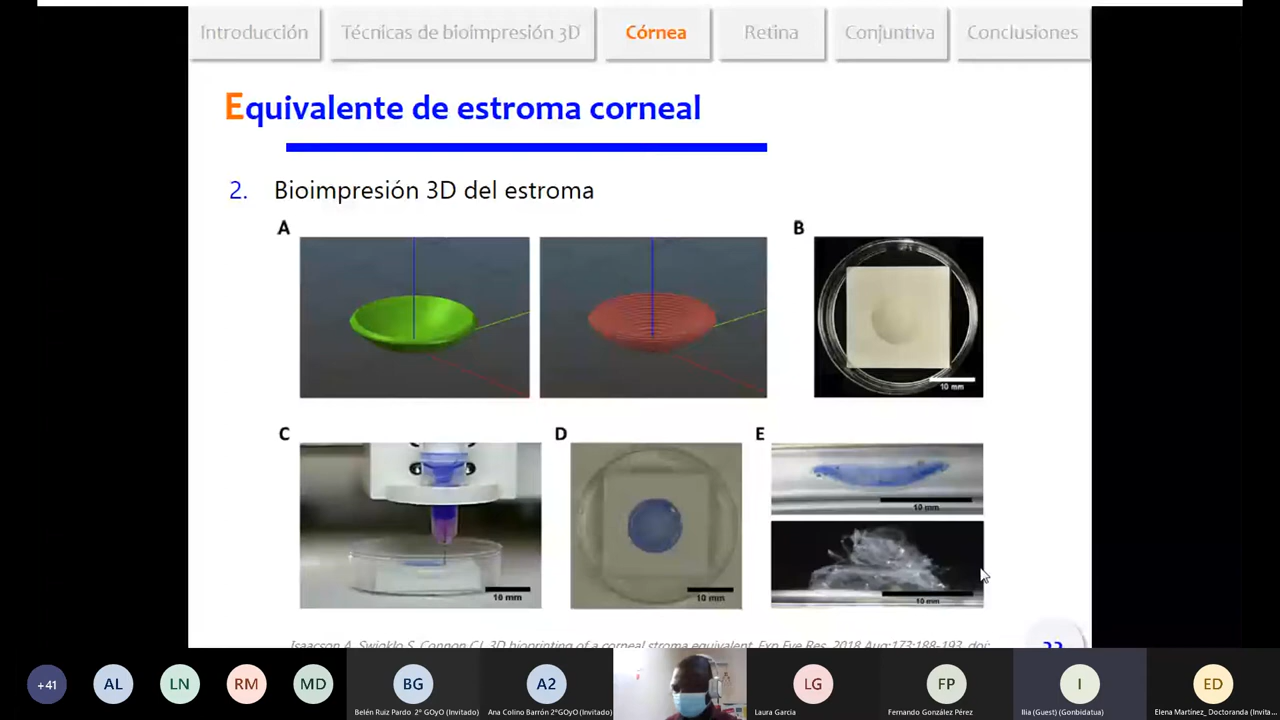 Introducción
Técnicas de bioimpresión 3D
Córnea
Retina
Conjuntiva
Conclusiones
Equivalente de estroma corneal
2. Bioimpresión 3D del estroma
A
B
10 mm
C
D
E
10 mm
10 mm
10 mm
10 mm
Isaacson A, Swioklo S, Connon CJ. 3D bioprinting of a corneal stroma equivalent. Exp Eye Res. 2018 Aug;173:188-193. doi:
+41
AL
LN
RM
MD
BG
A2
LG
FP
I
ED
Belén Ruiz Pardo 2º GOyO (Invitado)
Ana Colino Barrón 2ºGOyO (Invitado)
Laura García
Fernando González Pérez
Ilia (Guest) (Gonbidatua)
Elena Martínez_Doctoranda (Invita...